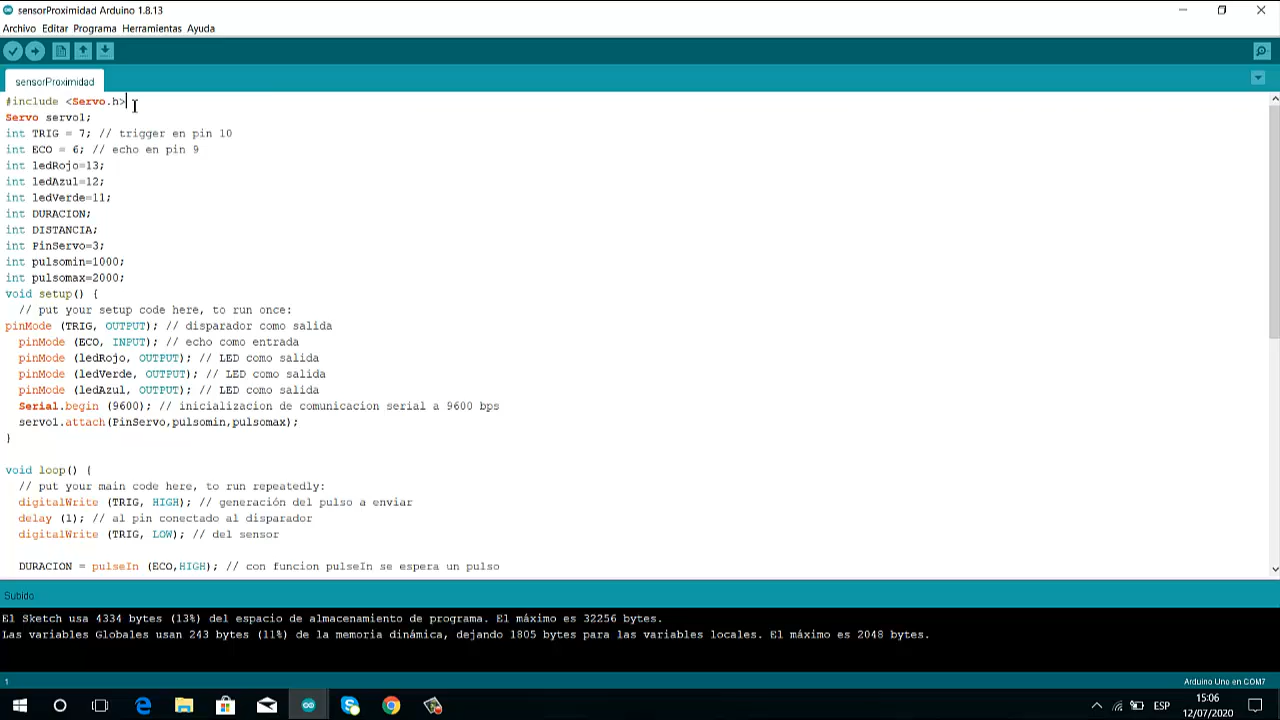 sensorProximidad Arduino 1.8.13
Archivo Editar Programa Herramientas Ayuda
sensorProximidad
#include <Servo.h>
Servo servo1;
int TRIG = 7; // trigger en pin 10
int ECO = 6; // echo en pin 9
int ledRojo=13;
int ledAzul=12;
int ledVerde=11;
int DURACION;
int DISTANCIA;
int PinServo=3;
int pulsomin=1000;
int pulsomax=2000;
void setup() {
  // put your setup code here, to run once:
pinMode (TRIG, OUTPUT); // disparador como salida
  pinMode (ECO, INPUT); // echo como entrada
  pinMode (ledRojo, OUTPUT); // LED como salida
  pinMode (ledVerde, OUTPUT); // LED como salida
  pinMode (ledAzul, OUTPUT); // LED como salida
  Serial.begin (9600); // inicializacion de comunicacion serial a 9600 bps
  servo1.attach(PinServo,pulsomin,pulsomax);
}
void loop() {
  // put your main code here, to run repeatedly:
  digitalWrite (TRIG, HIGH); // generación del pulso a enviar
  delay (1); // al pin conectado al disparador
  digitalWrite (TRIG, LOW); // del sensor
  DURACION = pulseIn (ECO,HIGH); // con funcion pulseIn se espera un pulso
Subido
El Sketch usa 4334 bytes (13%) del espacio de almacenamiento de programa. El máximo es 32256 bytes.
Las variables Globales usan 243 bytes (11%) de la memoria dinámica, dejando 1805 bytes para las variables locales. El máximo es 2048 bytes.
1
Arduino Uno en COM7
15:06
ESP
12/07/2020